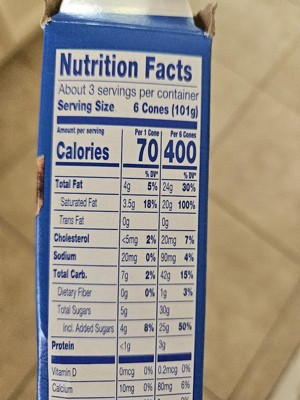 Nutrition Facts
About 3 servings per container
Serving Size 6 Cones (101g)
Amount per serving Per 1 Cone Per 6 Cones
Calories 70 400
% DV* % DV*
Total Fat 4g 5% 24g 30%
Saturated Fat 3.5g 18% 20g 100%
Trans Fat 0g 0g
Cholesterol <5mg 2% 20mg 7%
Sodium 20mg 0% 90mg 4%
Total Carb. 7g 2% 42g 15%
Dietary Fiber 0g 0% 1g 3%
Total Sugars 5g 30g
Incl. Added Sugars 4g 8% 25g 50%
Protein <1g 3g
Vitamin D 0mcg 0% 0.2mcg 0%
Calcium 10mg 0% 80mg 6%